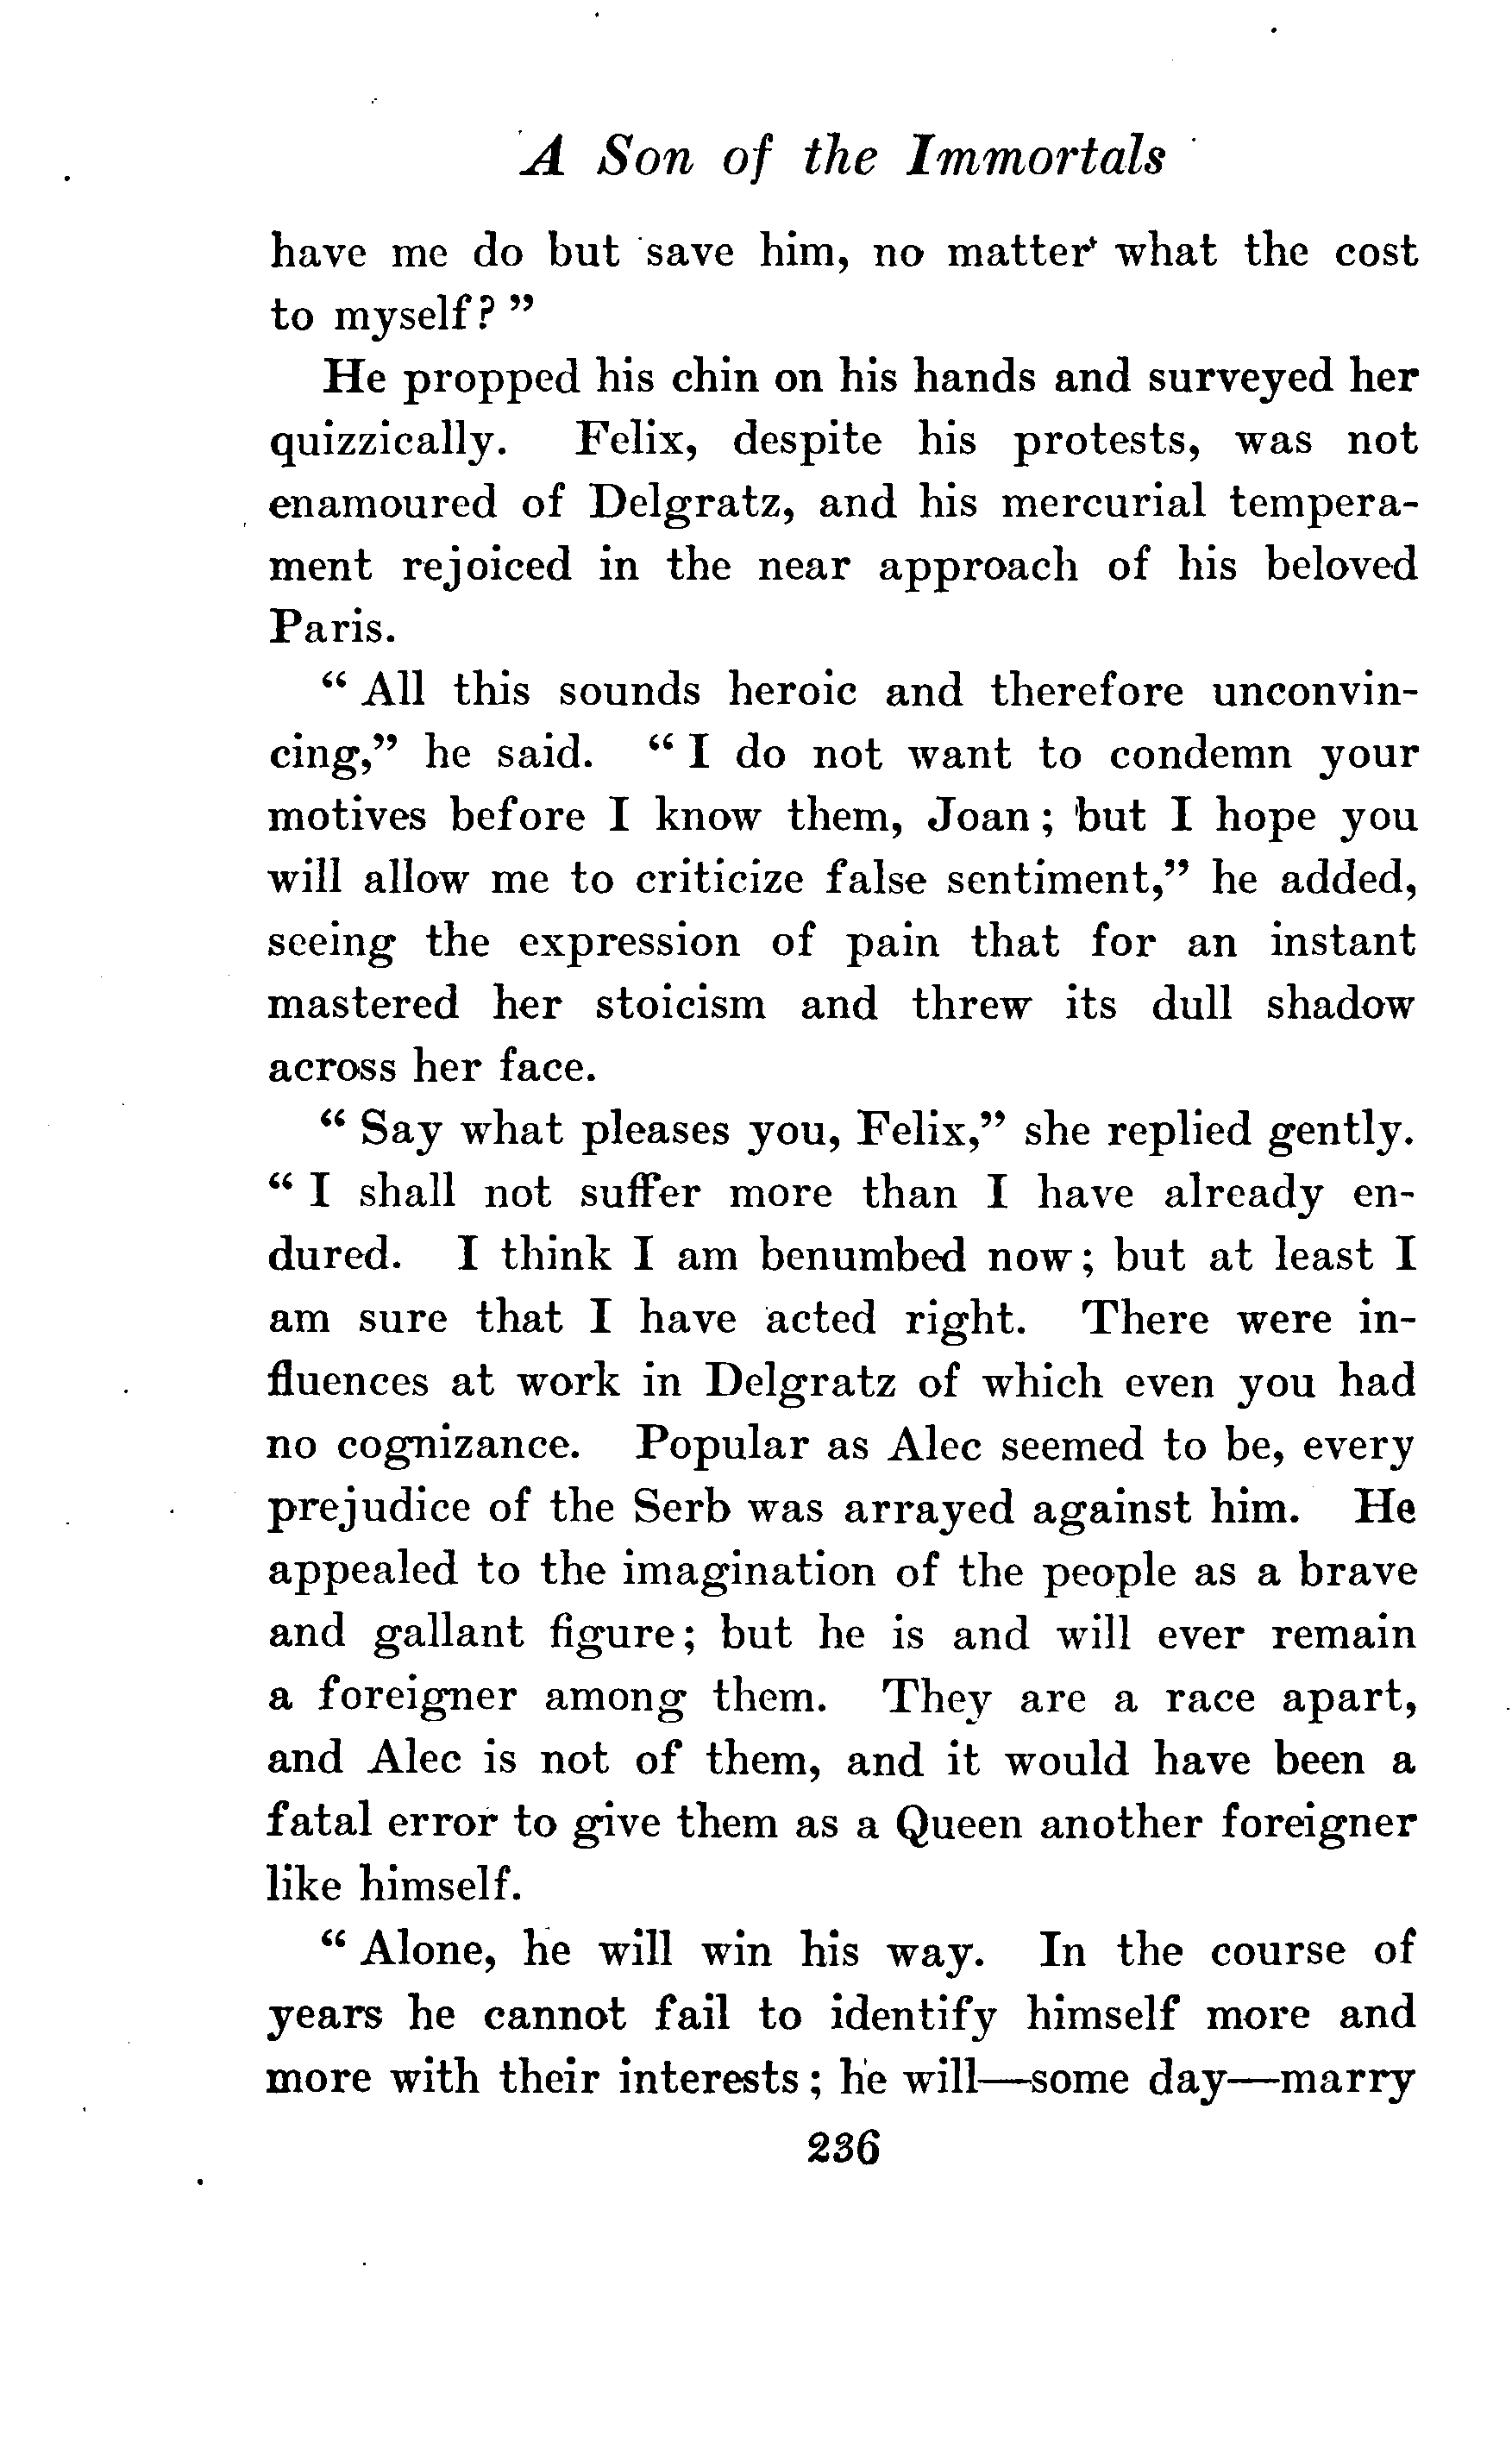 A Son of the Immortals
have me do but save him, no matter what the cost
to myself? "
He propped his chin on his hands and surveyed her
quizzically. Felix, despite his protests, was not
enamoured of Delgratz, and his mercurial tempera-
ment rejoiced in the near approach of his beloved
Paris.
" All this sounds heroic and therefore unconvin-
cing," he said. " I do not want to condemn your
motives before I know them, Joan; but I hope you
will allow me to criticize false sentiment," he added,
seeing the expression of pain that for an instant
mastered her stoicism and threw its dull shadow
across her face.
" Say what pleases you, Felix," she replied gently.
" I shall not suffer more than I have already en-
dured. I think I am benumbed now; but at least I
am sure that I have acted right. There were in-
fluences at work in Delgratz of which even you had
no cognizance. Popular as Alec seemed to be, every
prejudice of the Serb was arrayed against him. He
appealed to the imagination of the people as a brave
and gallant figure; but he is and will ever remain
a foreigner among them. They are a race apart,
and Alec is not of them, and it would have been a
fatal error to give them as a Queen another foreigner
like himself.
" Alone, he will win his way. In the course of
years he cannot fail to identify himself more and
more with their interests; he will—some day—marry
236